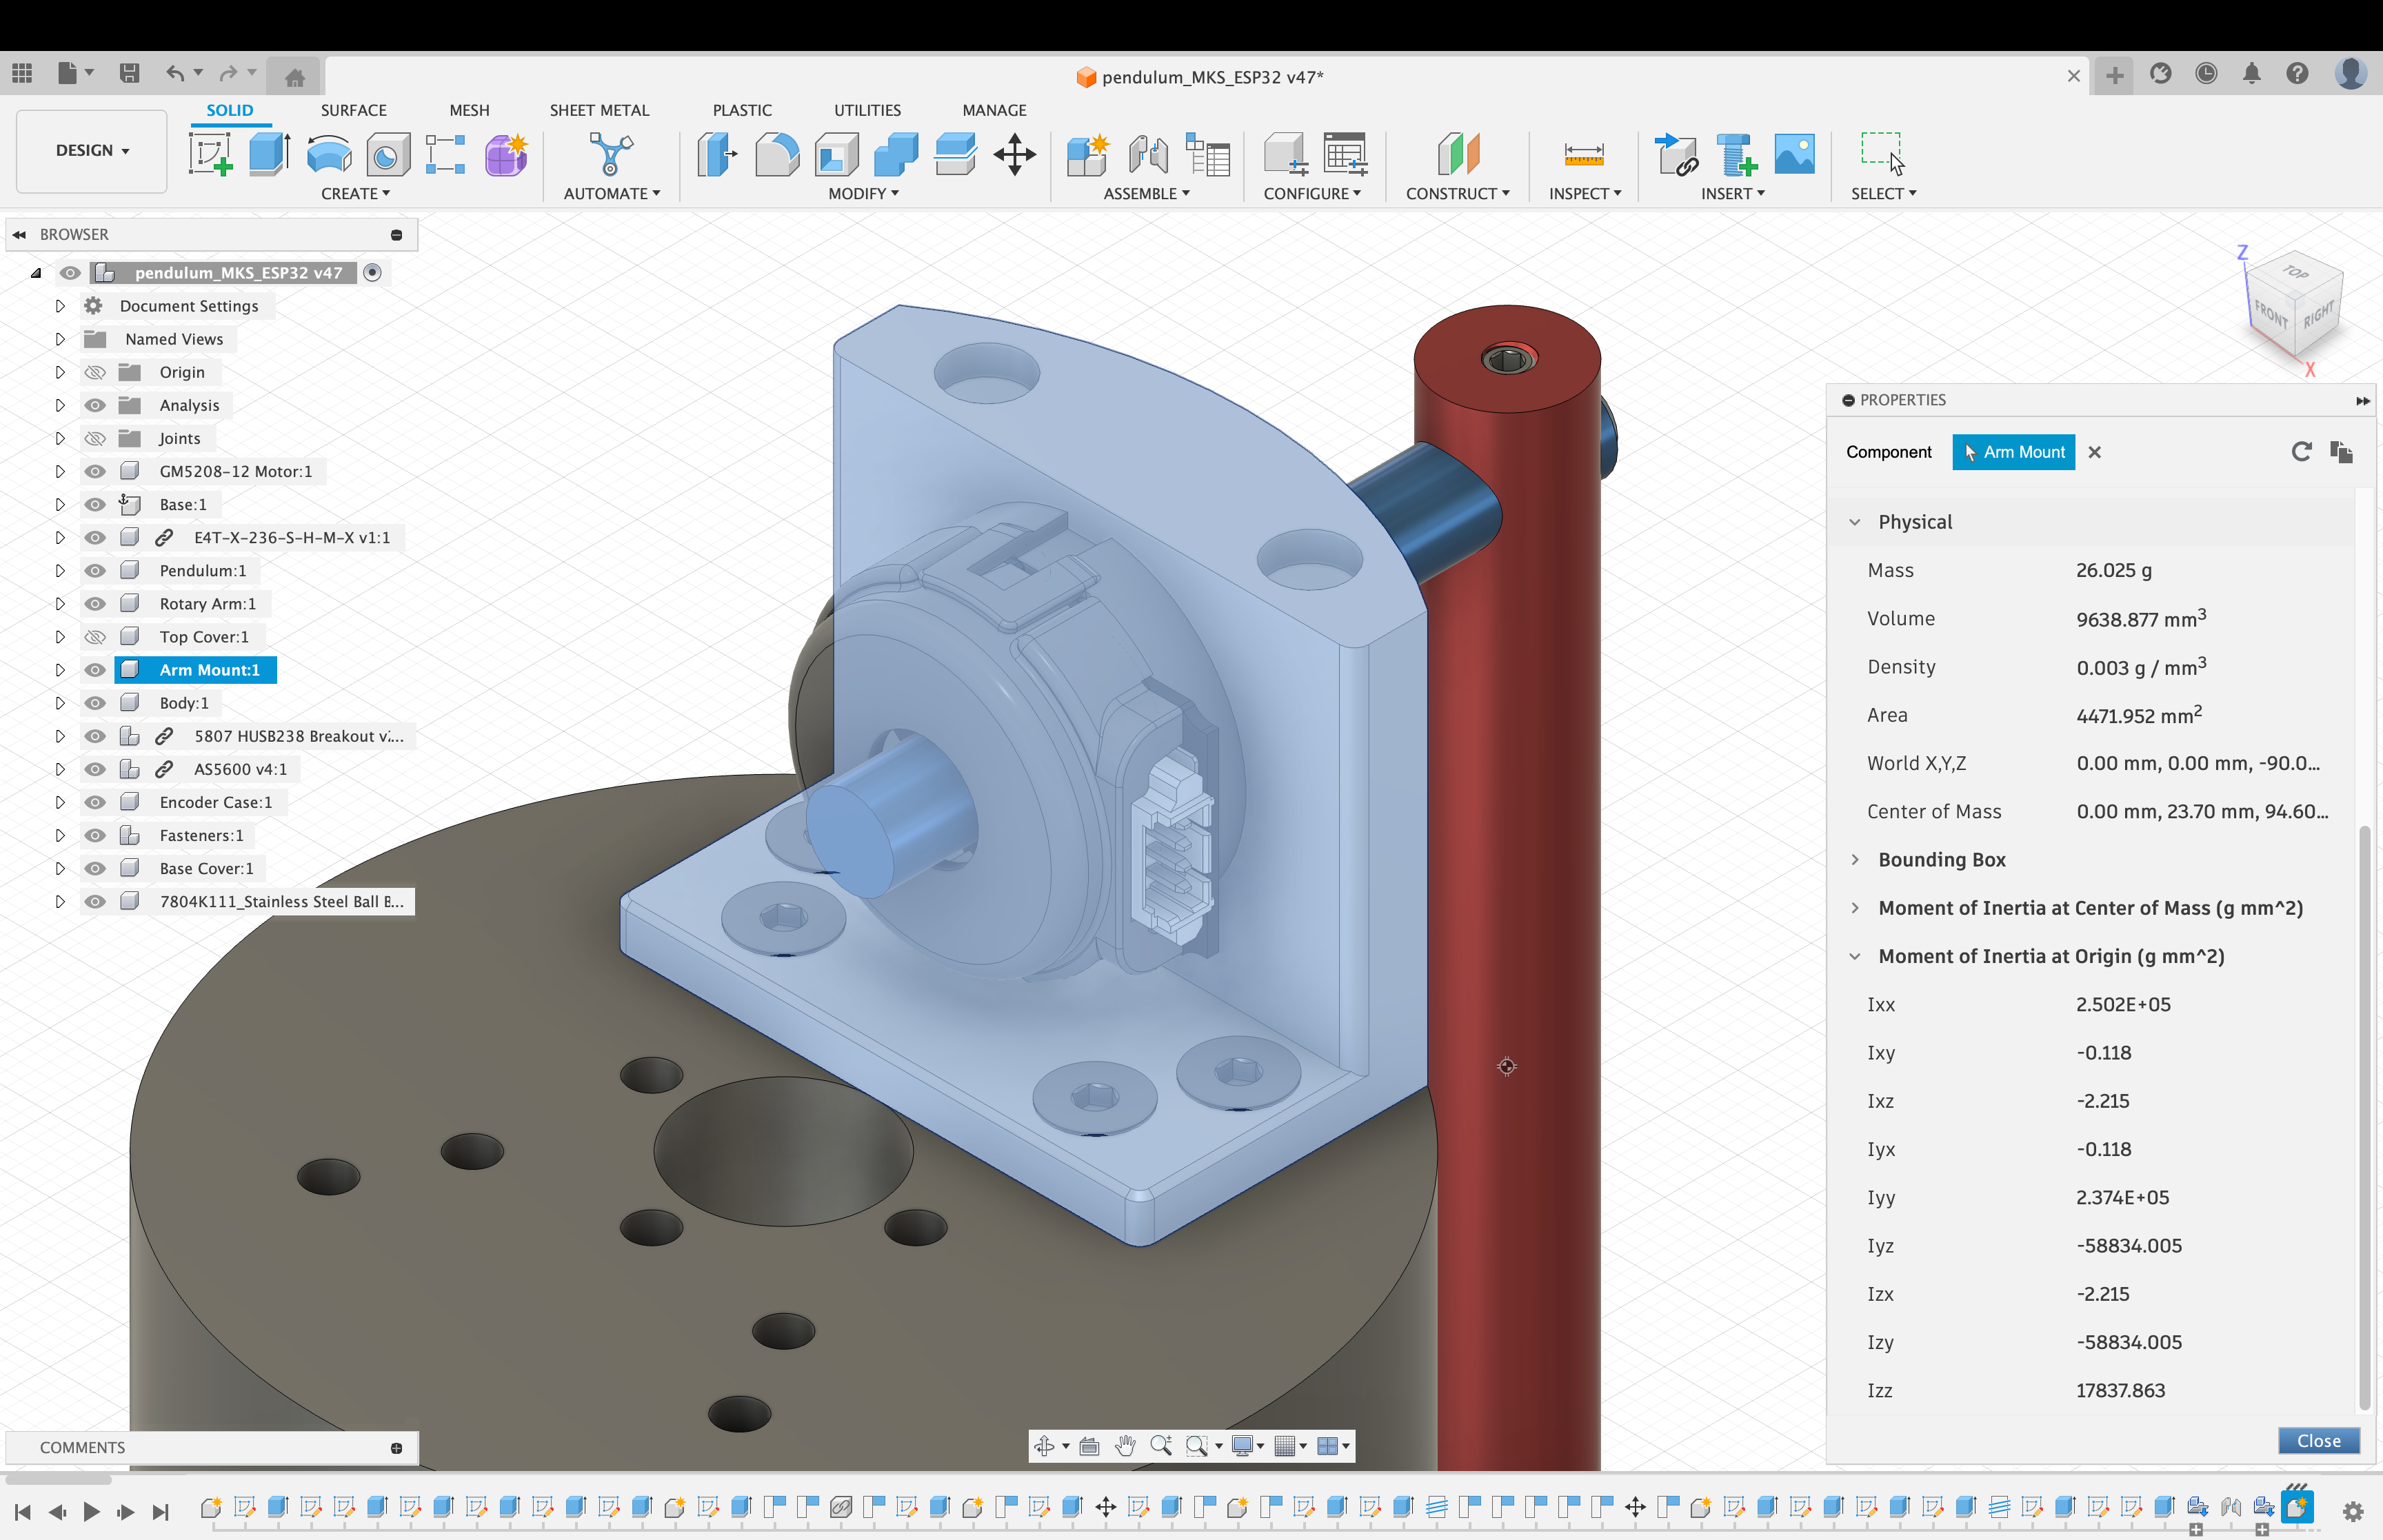 pendulum_MKS_ESP32 v47*
DESIGN
SOLID SURFACE MESH SHEET METAL PLASTIC UTILITIES MANAGE
CREATE AUTOMATE MODIFY ASSEMBLE CONFIGURE CONSTRUCT INSPECT INSERT SELECT
BROWSER
pendulum_MKS_ESP32 v47
Document Settings
Named Views
Origin
Analysis
Joints
GM5208-12 Motor:1
Base:1
E4T-X-236-S-H-M-X v1:1
Pendulum:1
Rotary Arm:1
Top Cover:1
Arm Mount:1
Body:1
5807 HUSB238 Breakout v...
AS5600 v4:1
Encoder Case:1
Fasteners:1
Base Cover:1
7804K111_Stainless Steel Ball B...
COMMENTS
Z
TOP
FRONT
RIGHT
X
PROPERTIES
Component Arm Mount
Physical
Mass 26.025 g
Volume 9638.877 mm3
Density 0.003 g / mm3
Area 4471.952 mm2
World X,Y,Z 0.00 mm, 0.00 mm, -90.0...
Center of Mass 0.00 mm, 23.70 mm, 94.60...
Bounding Box
Moment of Inertia at Center of Mass (g mm^2)
Moment of Inertia at Origin (g mm^2)
Ixx 2.502E+05
Ixy -0.118
Ixz -2.215
Iyx -0.118
Iyy 2.374E+05
Iyz -58834.005
Izx -2.215
Izy -58834.005
Izz 17837.863
Close